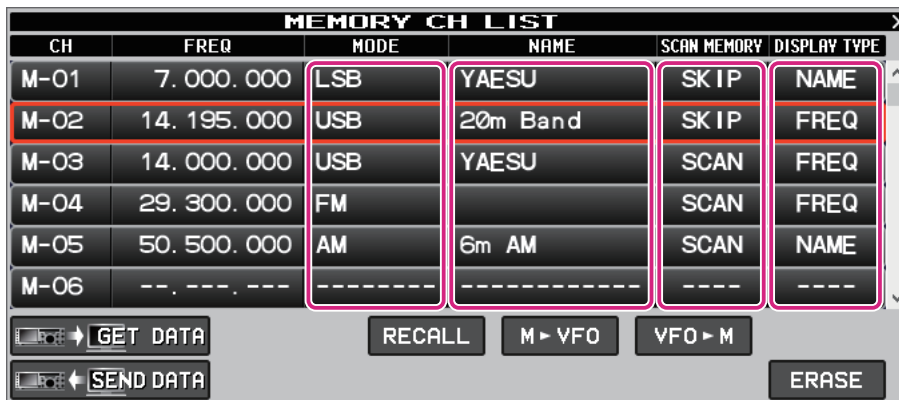 MEMORY CH LIST
CH FREQ MODE NAME SCAN MEMORY DISPLAY TYPE
M-01 7.000.000 LSB YAESU SKIP NAME
M-02 14.195.000 USB 20m Band SKIP FREQ
M-03 14.000.000 USB YAESU SCAN FREQ
M-04 29.300.000 FM SCAN FREQ
M-05 50.500.000 AM 6m AM SCAN NAME
M-06 --.---.--- -------- ------------ ---- ----
GET DATA RECALL M►VFO VFO►M
SEND DATA ERASE